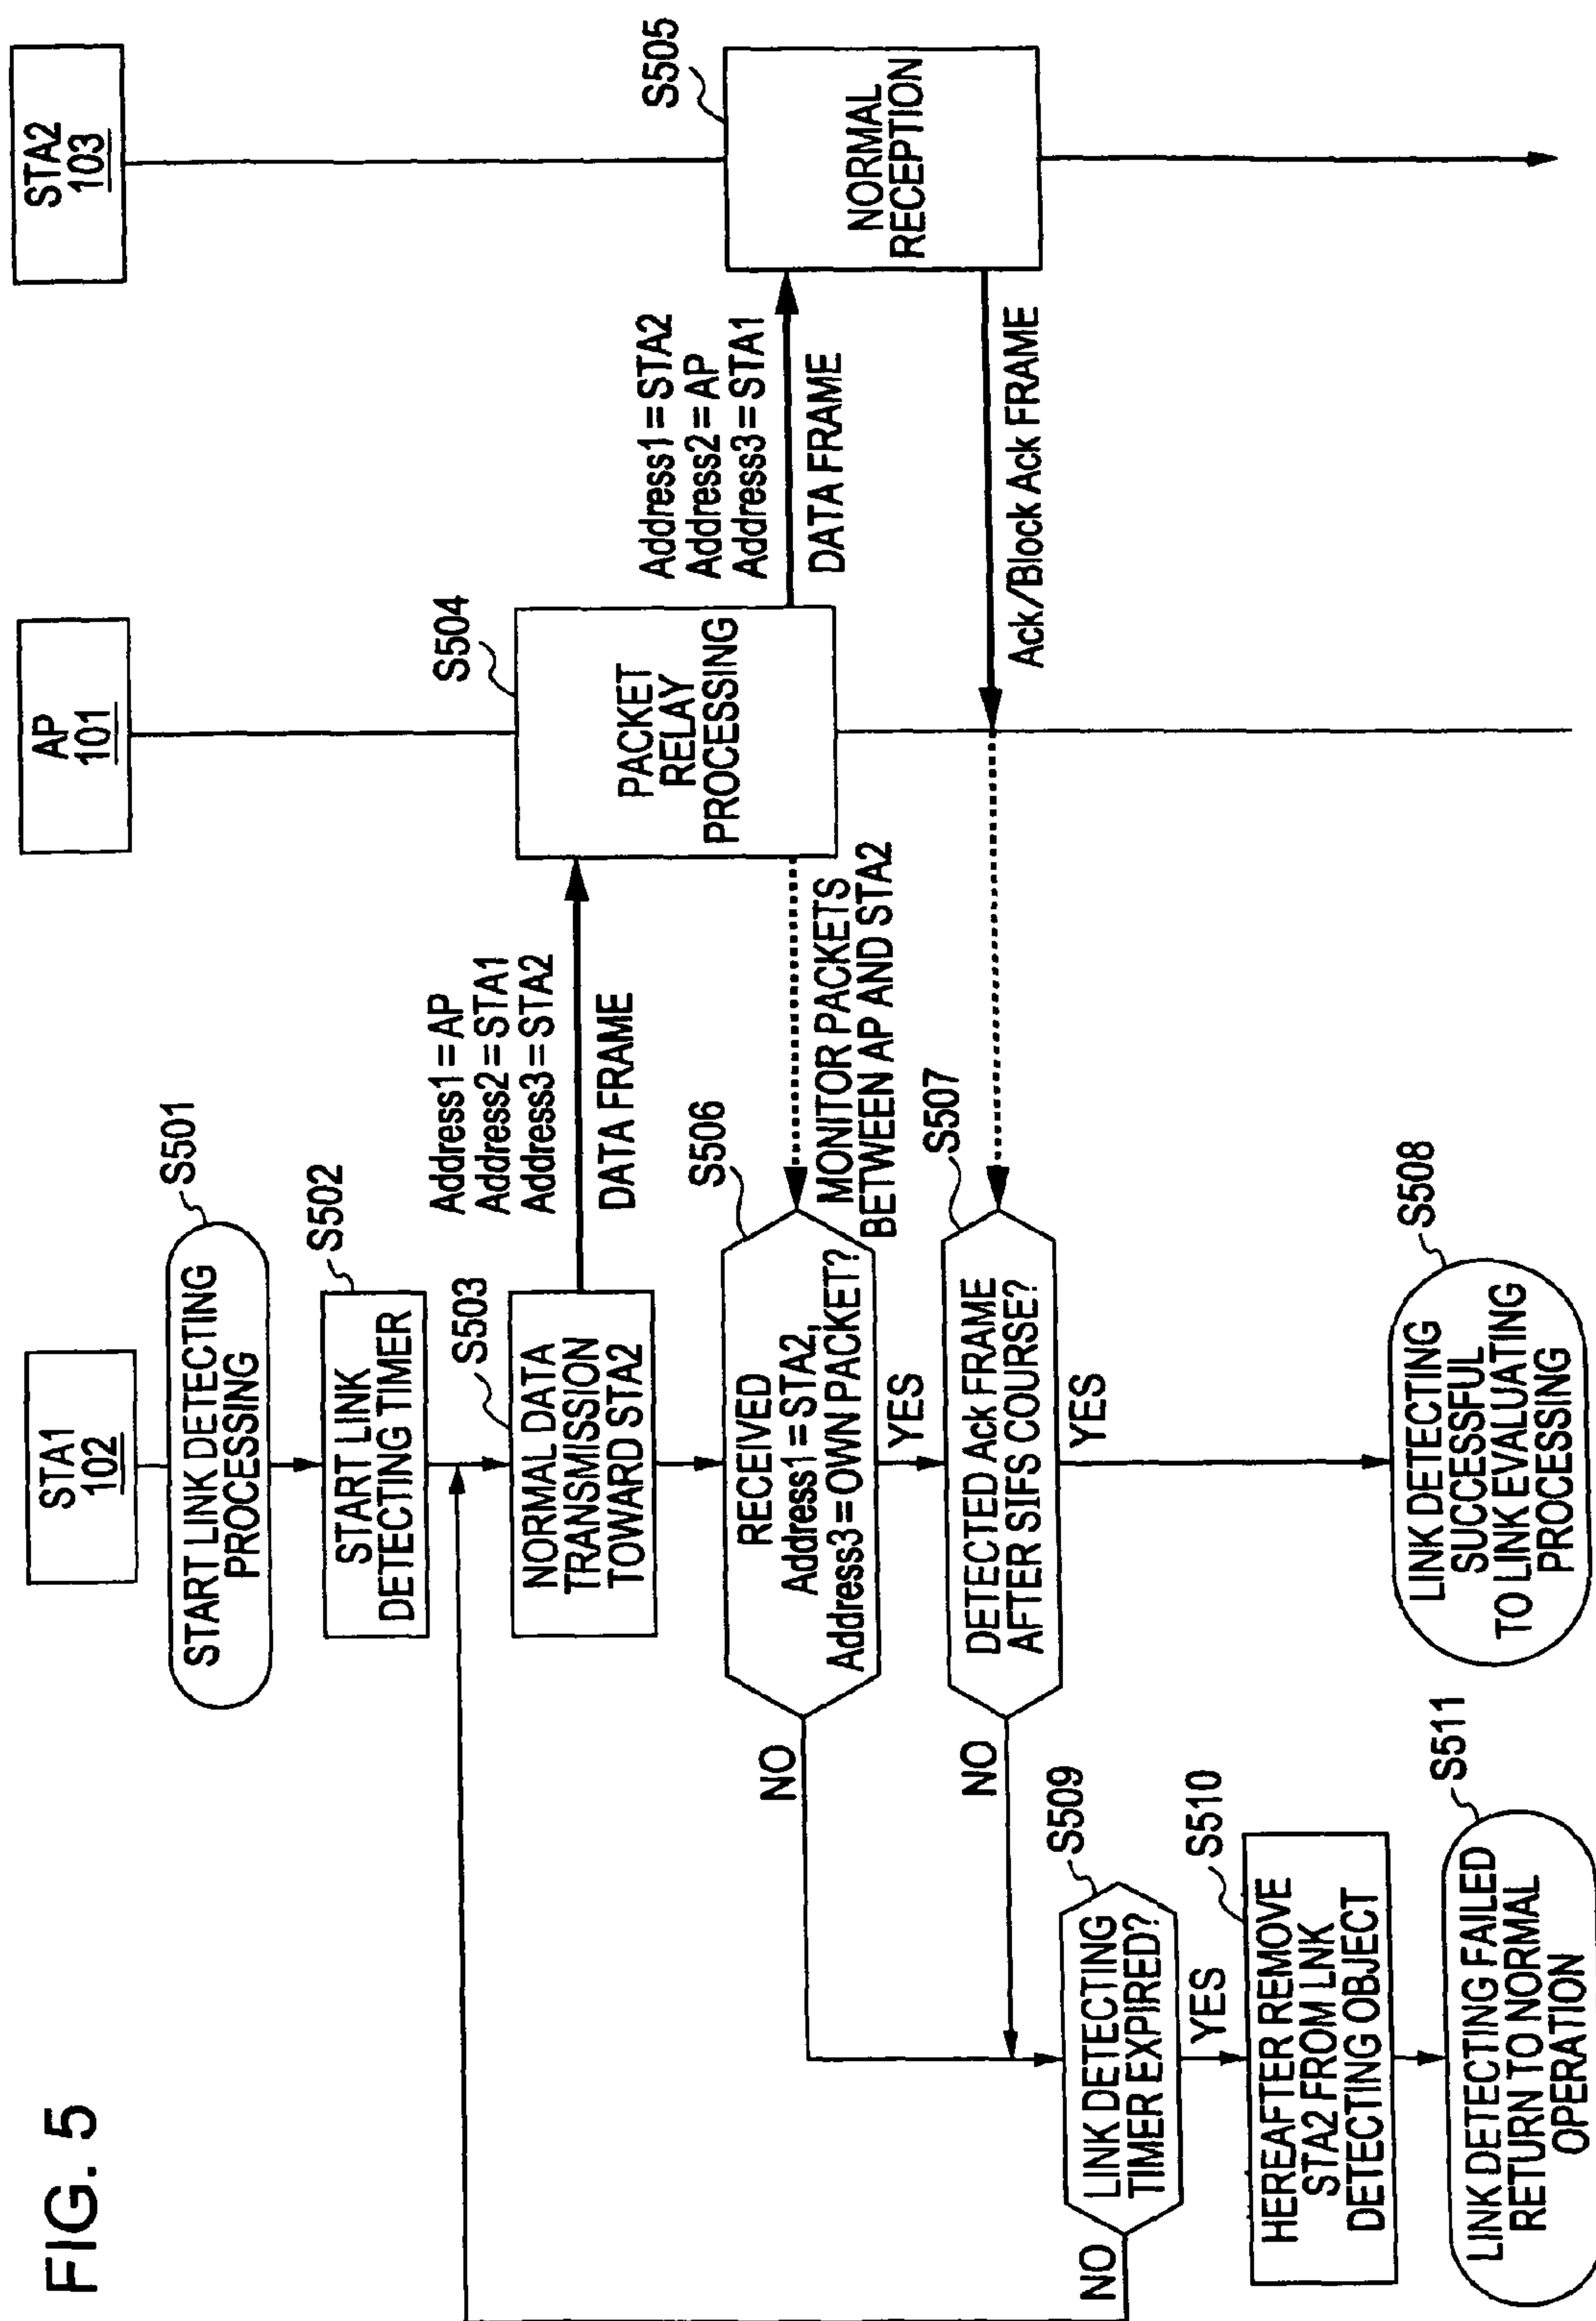 FIG. 5
STA1
102
AP
101
STA2
103
START LINK DETECTING
PROCESSING
S501
START LINK
DETECTING TIMER
S502
NORMAL DATA
TRANSMISSION
TOWARD STA2
S503
Address1 = AP
Address2 = STA1
Address3 = STA2
DATA FRAME
PACKET
RELAY
PROCESSING
S504
Address1 = STA2
Address2 = AP
Address3 = STA1
DATA FRAME
NORMAL
RECEPTION
S505
RECEIVED
Address1 = STA2,
Address3 = OWN PACKET?
S506
MONITOR PACKETS
BETWEEN AP AND STA2
NO
YES
Ack/Block Ack FRAME
DETECTED Ack FRAME
AFTER SIFS COURSE?
S507
NO
YES
LINK DETECTING
TIMER EXPIRED?
S509
NO
YES
HEREAFTER REMOVE
STA2 FROM LNK
DETECTING OBJECT
S510
LINK DETECTING
SUCCESSFUL
TO LINK EVALUATING
PROCESSING
S508
LINK DETECTING FAILED
RETURN TO NORMAL
OPERATION
S511